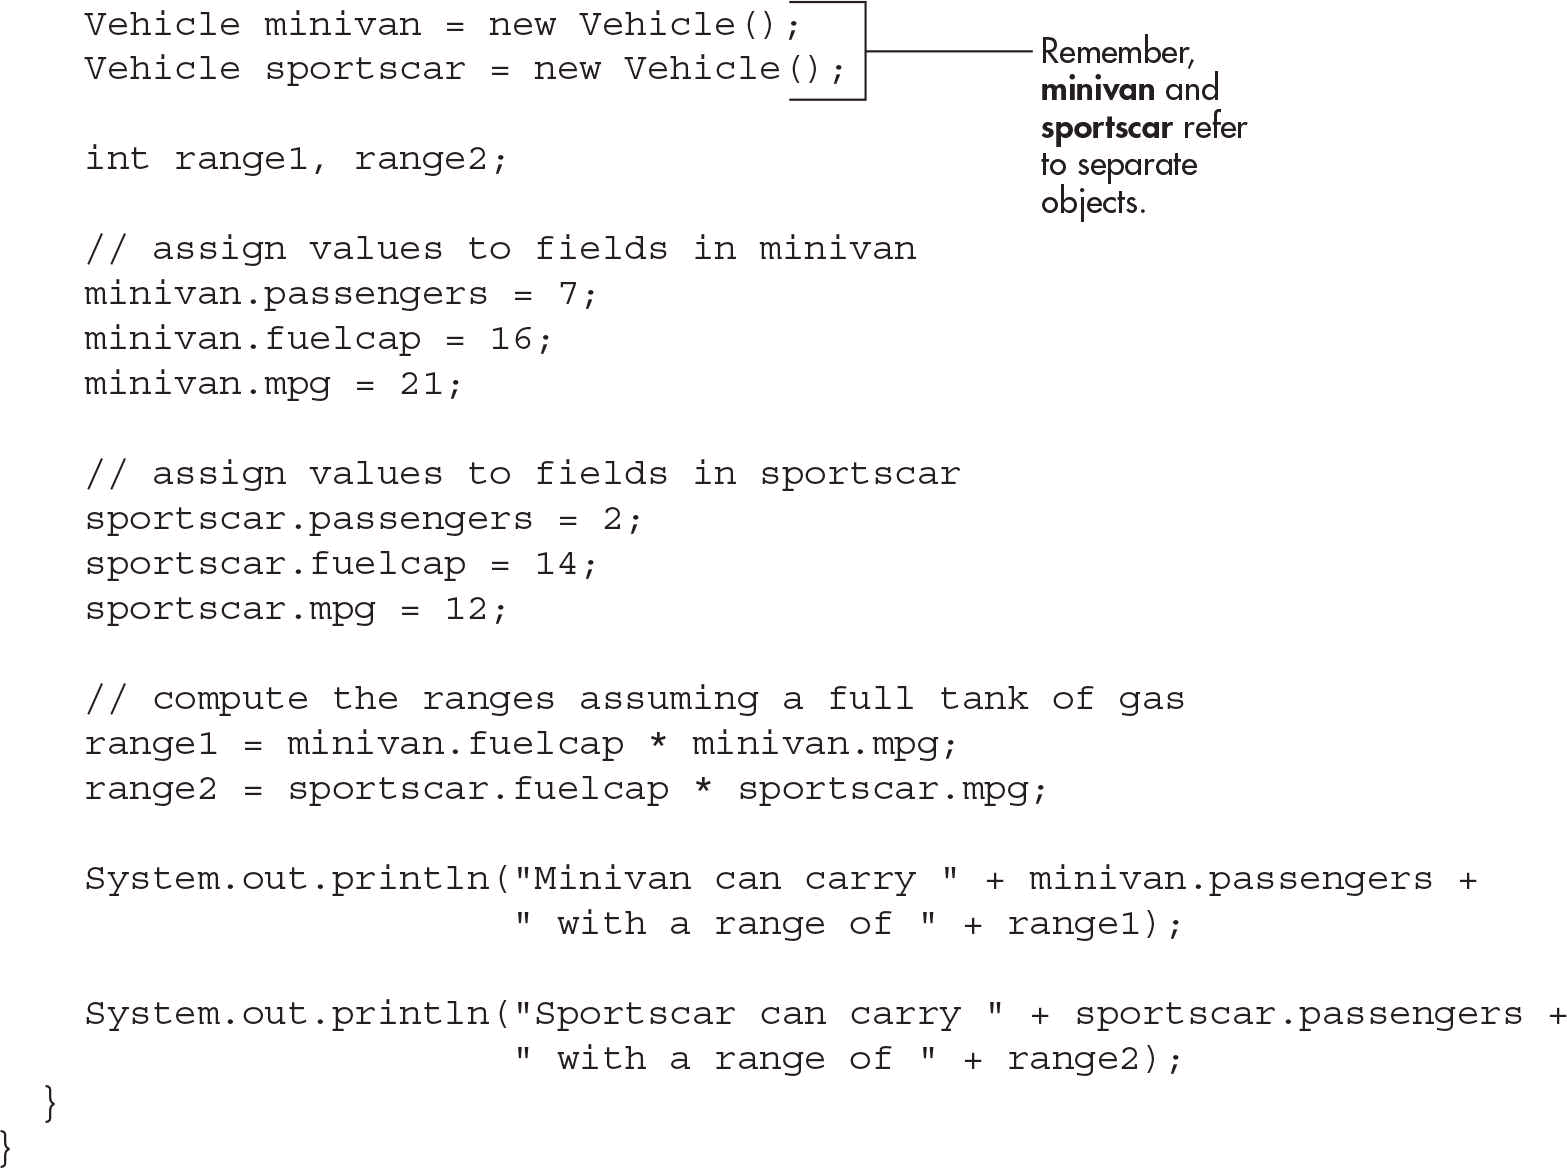 Vehicle minivan = new Vehicle();
Vehicle sportscar = new Vehicle();
Remember,
minivan and
sportscar refer
to separate
objects.
int range1, range2;
// assign values to fields in minivan
minivan.passengers = 7;
minivan.fuelcap = 16;
minivan.mpg = 21;
// assign values to fields in sportscar
sportscar.passengers = 2;
sportscar.fuelcap = 14;
sportscar.mpg = 12;
// compute the ranges assuming a full tank of gas
range1 = minivan.fuelcap * minivan.mpg;
range2 = sportscar.fuelcap * sportscar.mpg;
System.out.println("Minivan can carry " + minivan.passengers +
" with a range of " + range1);
System.out.println("Sportscar can carry " + sportscar.passengers +
" with a range of " + range2);
}
}